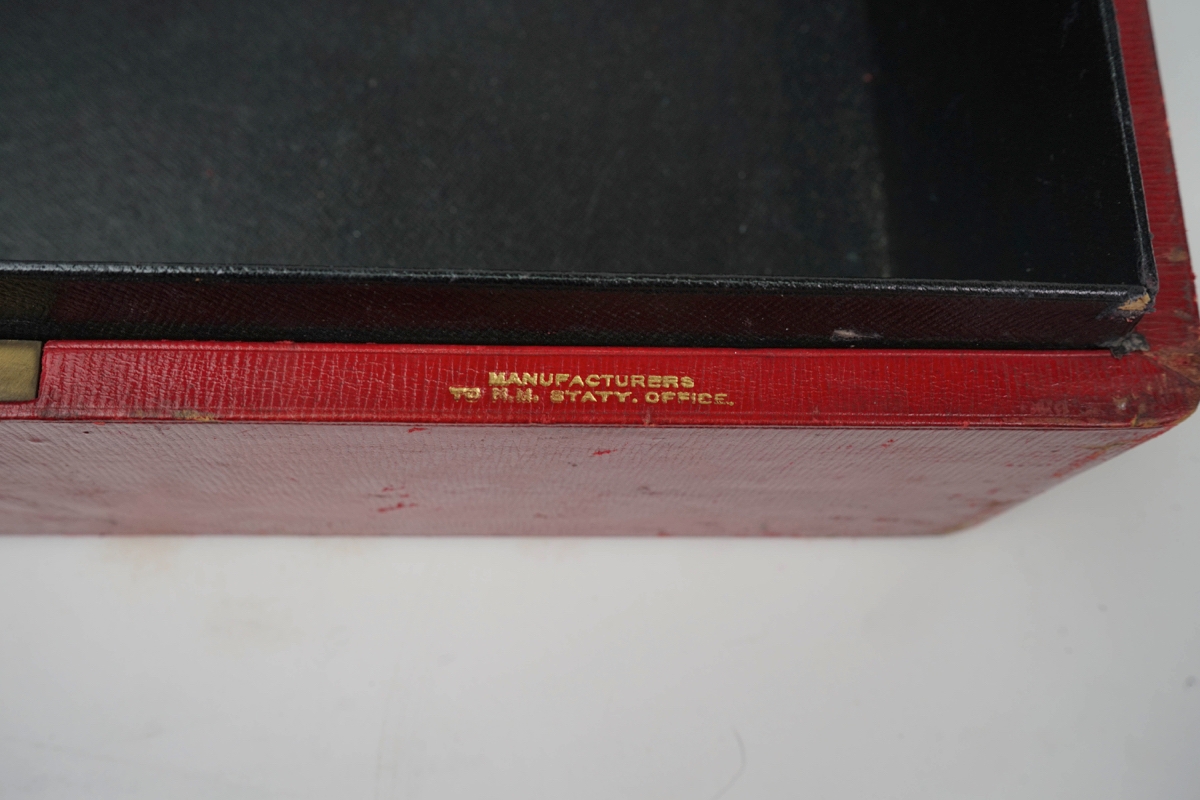 MANUFACTURERS
TO H.M. STATY. OFFICE.